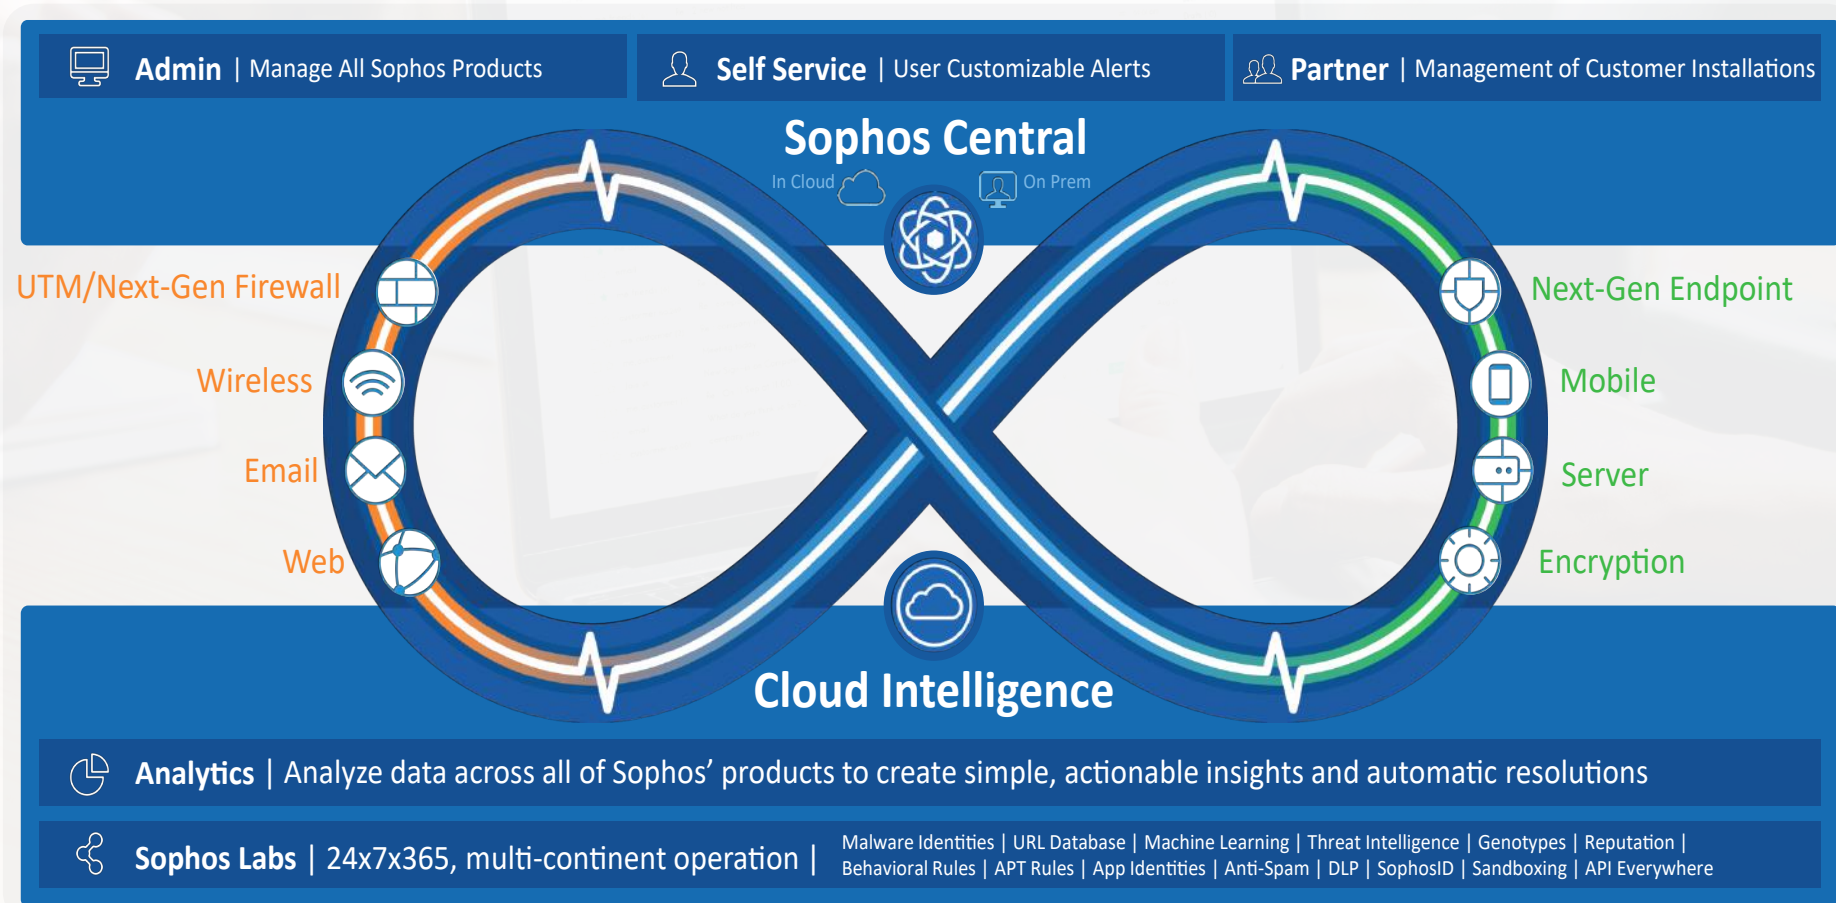 Admin | Manage All Sophos Products
Self Service | User Customizable Alerts
Partner | Management of Customer Installations
Sophos Central
In Cloud
On Prem
UTM/Next-Gen Firewall
Next-Gen Endpoint
Wireless
Mobile
Email
Server
Web
Encryption
Cloud Intelligence
Analytics | Analyze data across all of Sophos’ products to create simple, actionable insights and automatic resolutions
Sophos Labs | 24x7x365, multi-continent operation |
Malware Identities | URL Database | Machine Learning | Threat Intelligence | Genotypes | Reputation |
Behavioral Rules | APT Rules | App Identities | Anti-Spam | DLP | SophosID | Sandboxing | API Everywhere